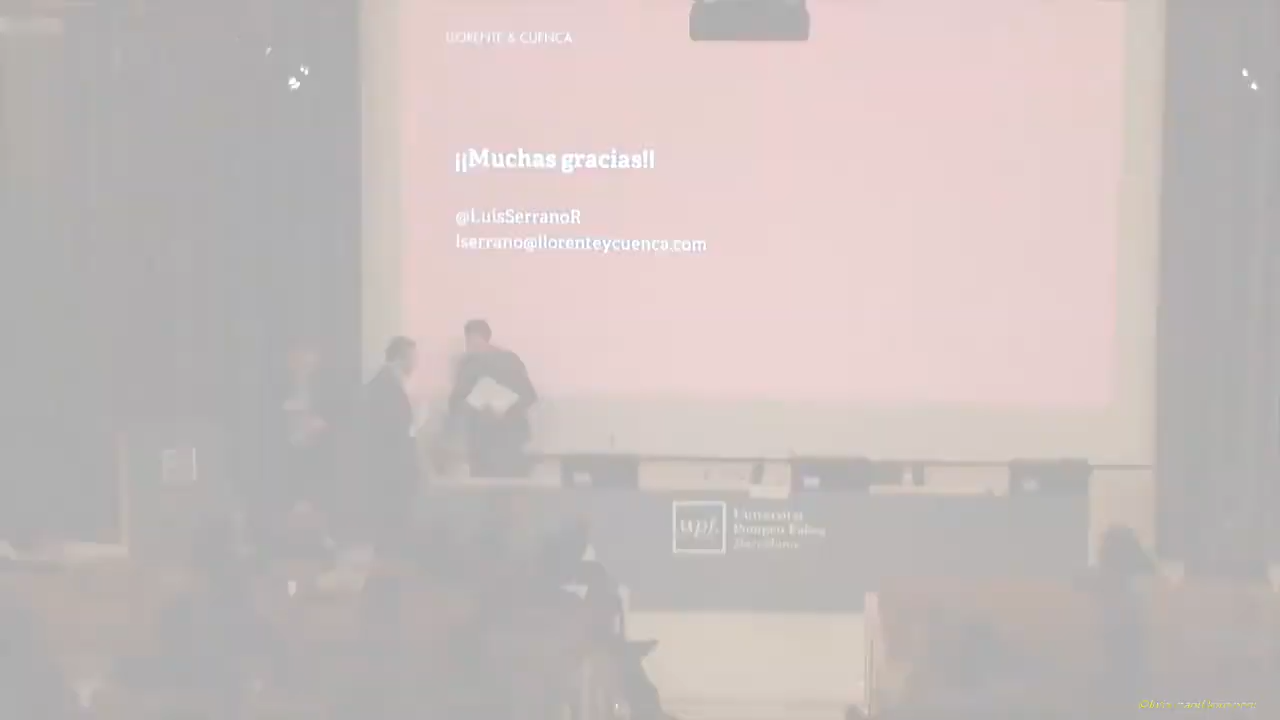 LLORENTE & CUENCA
¡¡Muchas gracias!!
@LuisSerranoR
lserrano@llorenteycuenca.com
upf.
Universitat
Pompeu Fabra
Barcelona